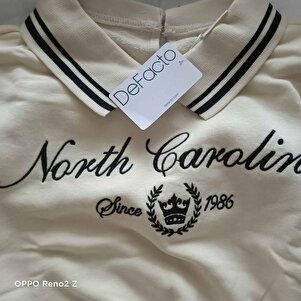 DeFacto
North Carolin
Since 1986
OPPO Reno2 Z